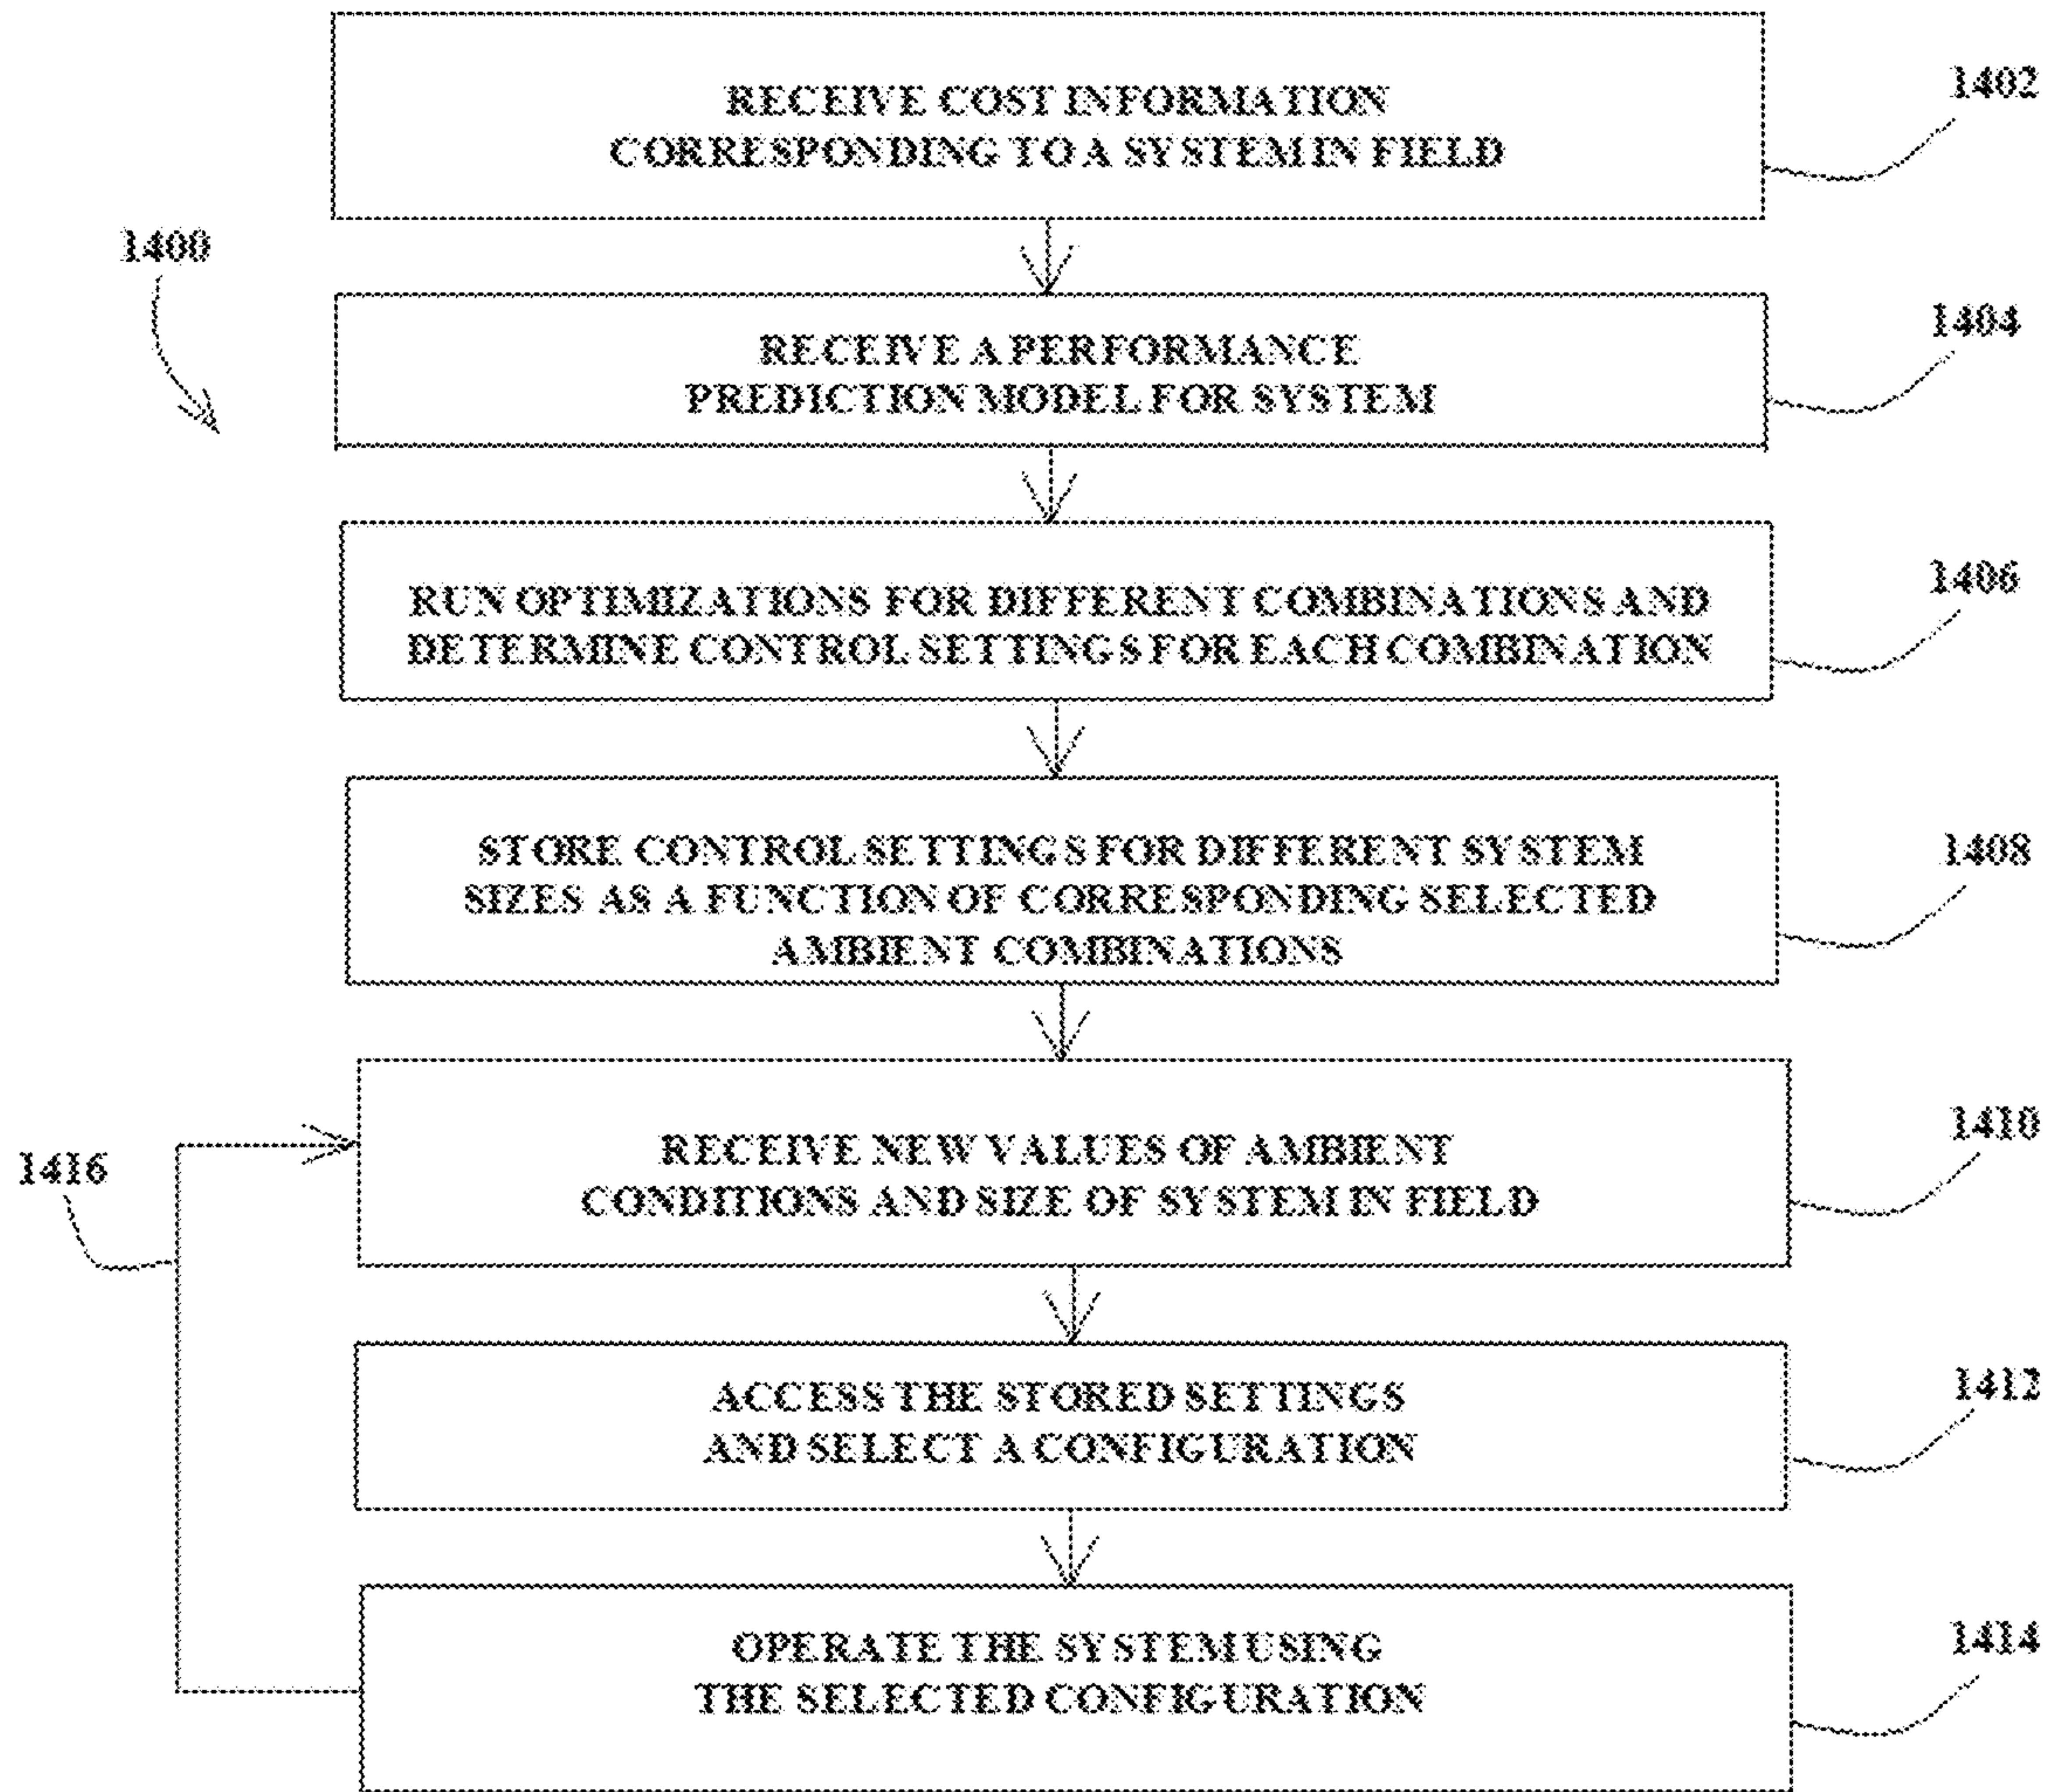 RECEIVE COST INFORMATION
CORRESPONDING TO A SYSTEM IN FIELD
1402
1400
RECEIVE A PERFORMANCE
PREDICTION MODEL FOR SYSTEM
1404
RUN OPTIMIZATIONS FOR DIFFERENT COMBINATIONS AND
DETERMINE CONTROL SETTINGS FOR EACH COMBINATION
1406
STORE CONTROL SETTINGS FOR DIFFERENT SYSTEM
SIZES AS A FUNCTION OF CORRESPONDING SELECTED
AMBIENT COMBINATIONS
1408
RECEIVE NEW VALUES OF AMBIENT
CONDITIONS AND SIZE OF SYSTEM IN FIELD
1410
1416
ACCESS THE STORED SETTINGS
AND SELECT A CONFIGURATION
1412
OPERATE THE SYSTEM USING
THE SELECTED CONFIGURATION
1414